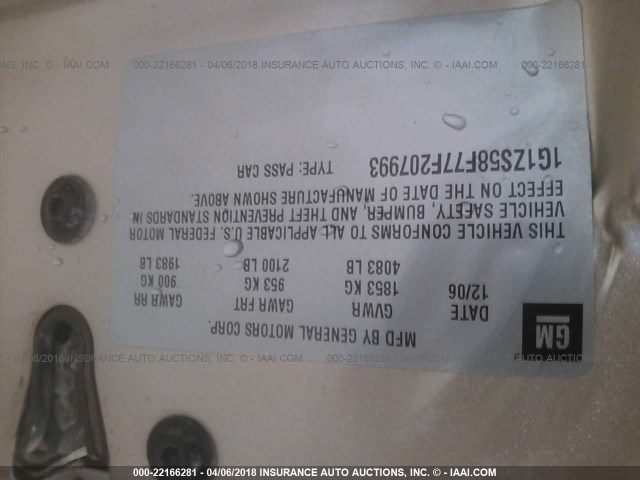 GM
MFD BY GENERAL MOTORS CORP.
DATE GVWR GAWR FRT GAWR RR
12/06 1853 KG 953 KG 900 KG
4083 LB 2100 LB 1983 LB
THIS VEHICLE CONFORMS TO ALL APPLICABLE U.S. FEDERAL MOTOR
VEHICLE SAFETY, BUMPER, AND THEFT PREVENTION STANDARDS IN
EFFECT ON THE DATE OF MANUFACTURE SHOWN ABOVE.
1G1ZS58F77F207993 TYPE: PASS CAR
000-22166281 - 04/06/2018 INSURANCE AUTO AUCTIONS, INC. - © - IAAI.COM